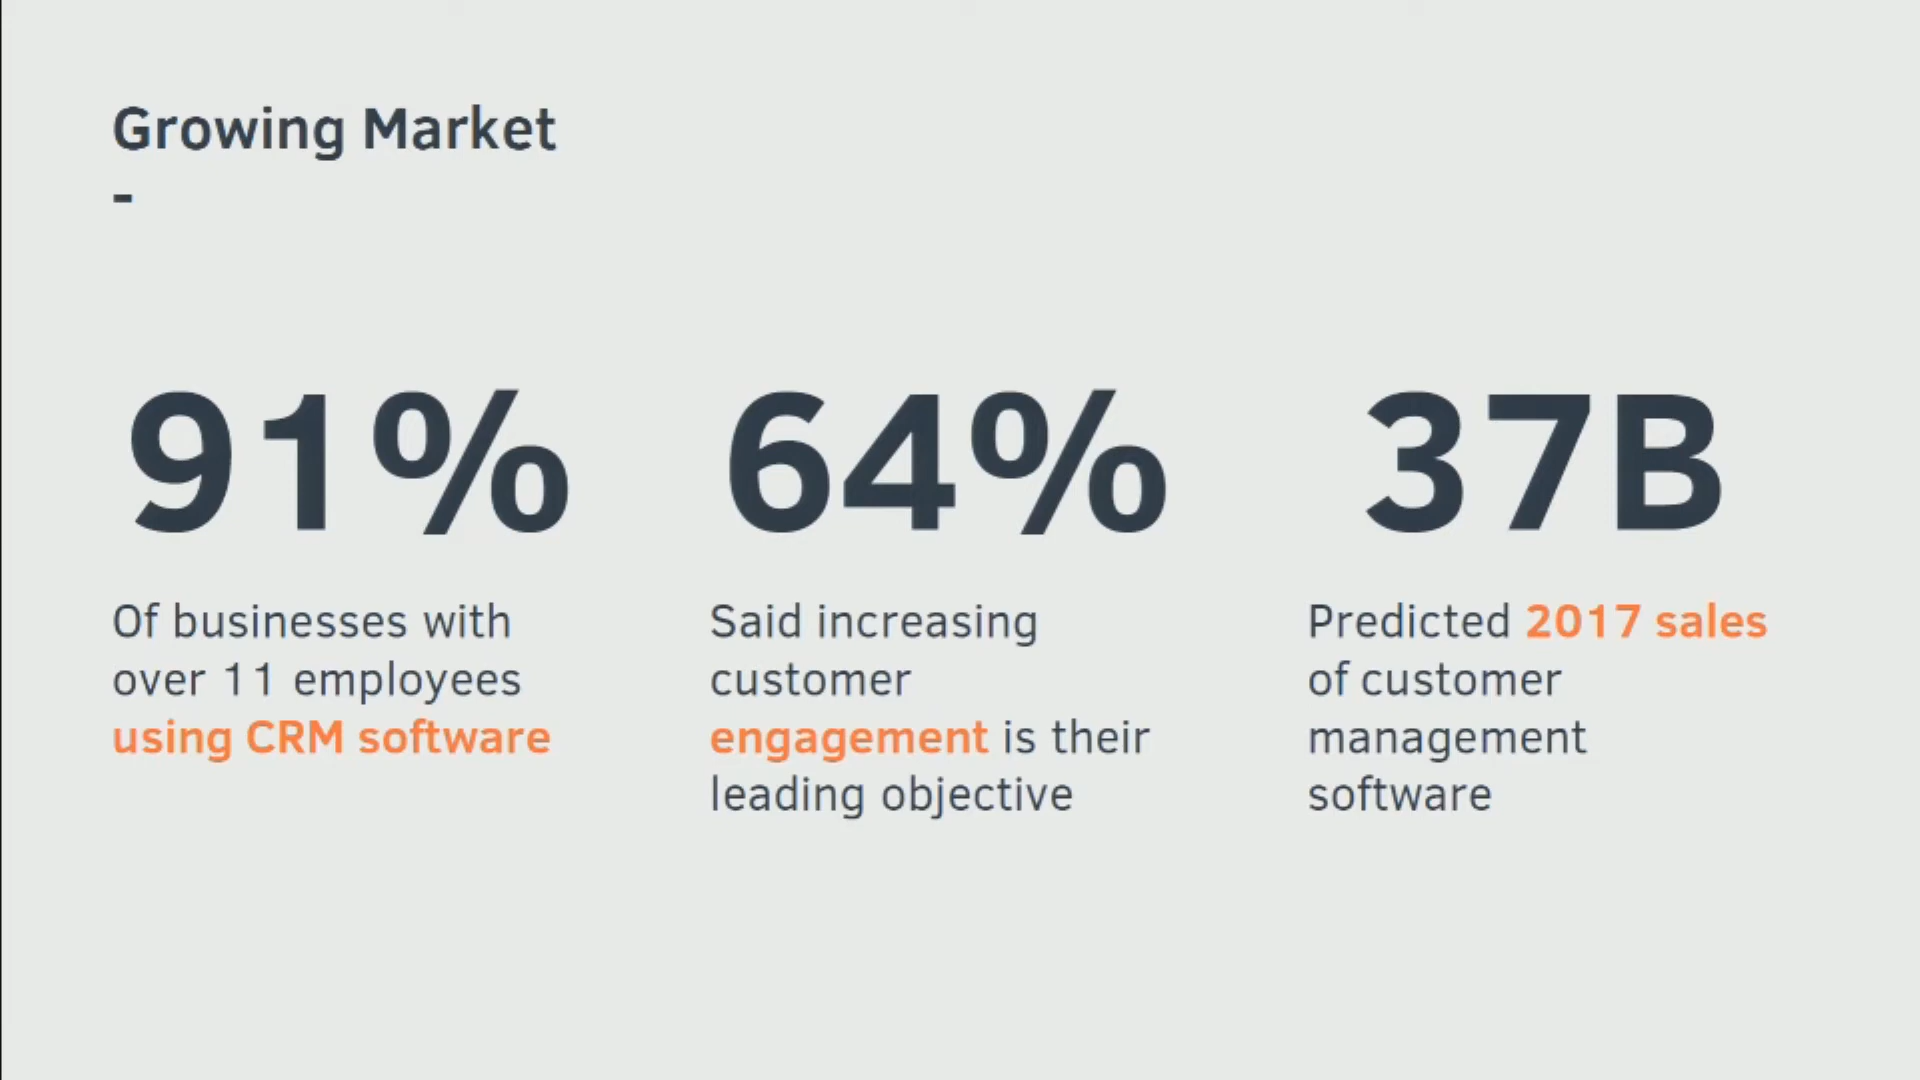 Growing Market
-
91%
Of businesses with
over 11 employees
using CRM software
64%
Said increasing
customer
engagement is their
leading objective
37B
Predicted 2017 sales
of customer
management
software